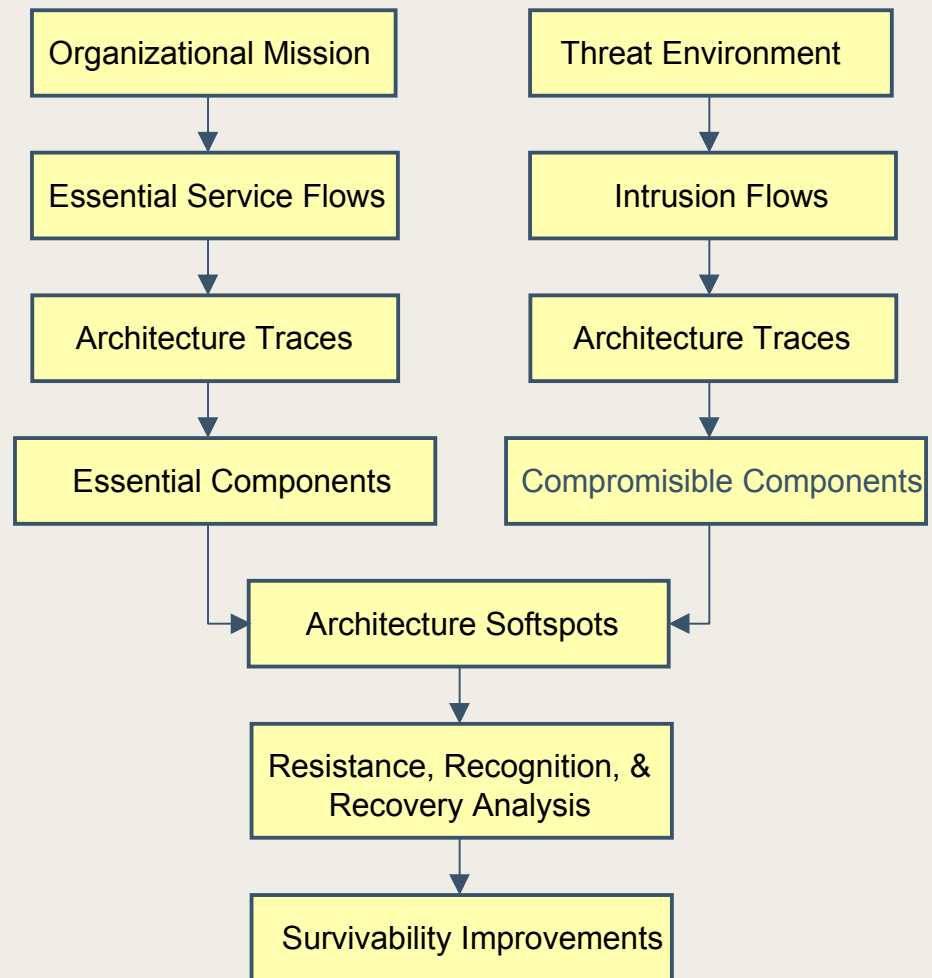 Organizational Mission
Threat Environment
Essential Service Flows
Intrusion Flows
Architecture Traces
Architecture Traces
Essential Components
Compromisible Components
Architecture Softspots
Resistance, Recognition, &
Recovery Analysis
Survivability Improvements